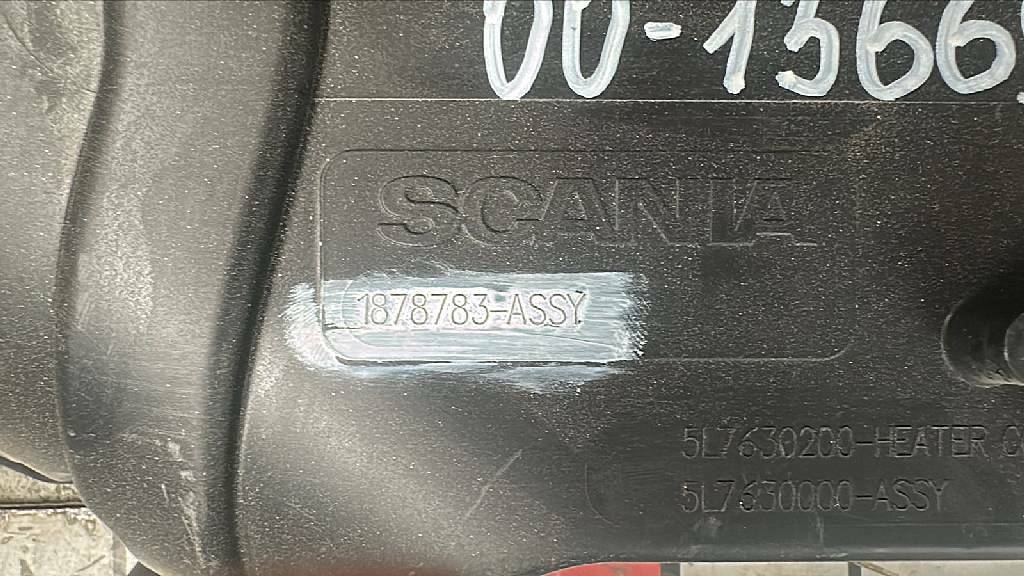 00-1366
SCANIA
1878783-ASSY
5L7630200-HEATER
5L7630000-ASSY